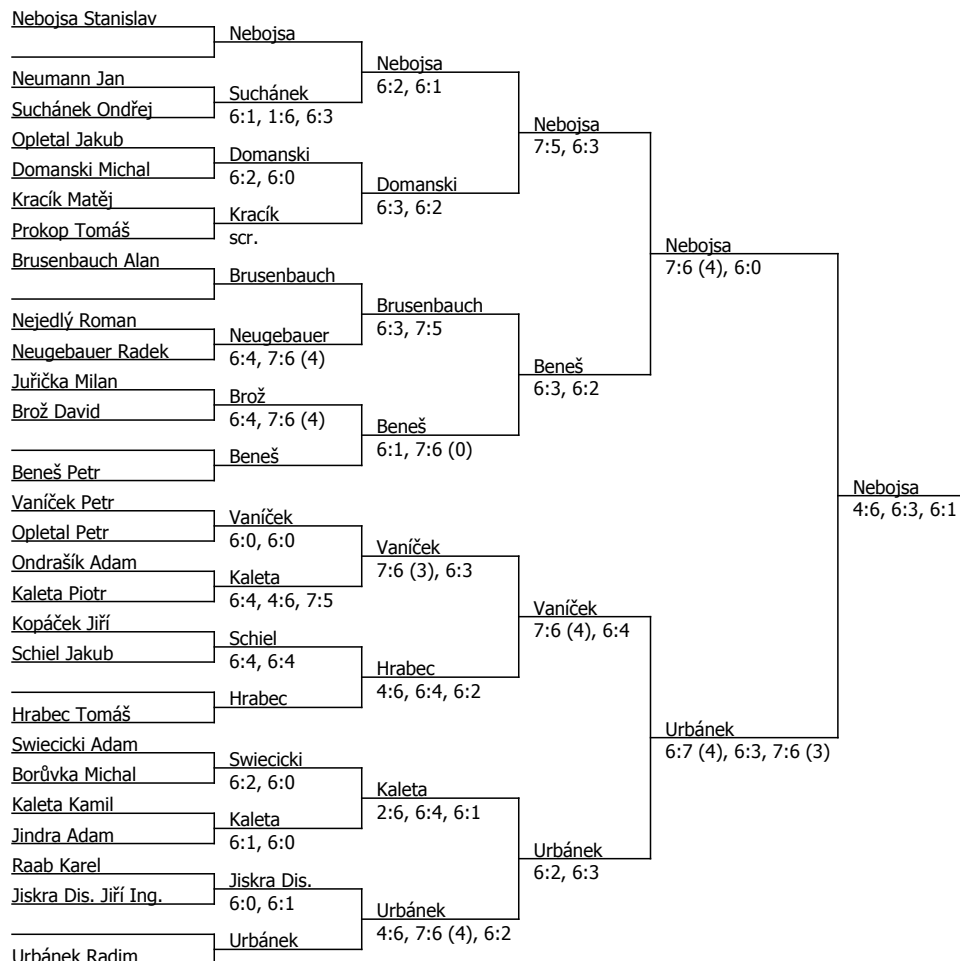 Nebojsa Stanislav
Nebojsa
Nebojsa
6:2, 6:1
Neumann Jan
Suchánek
6:1, 1:6, 6:3
Suchánek Ondřej
Nebojsa
7:5, 6:3
Opletal Jakub
Domanski
6:2, 6:0
Domanski Michal
Domanski
6:3, 6:2
Kracík Matěj
Kracík
scr.
Prokop Tomáš
Nebojsa
7:6 (4), 6:0
Brusenbauch Alan
Brusenbauch
Brusenbauch
6:3, 7:5
Nejedlý Roman
Neugebauer
6:4, 7:6 (4)
Neugebauer Radek
Beneš
6:3, 6:2
Juřička Milan
Brož
6:4, 7:6 (4)
Brož David
Beneš
6:1, 7:6 (0)
Beneš
Beneš Petr
Nebojsa
4:6, 6:3, 6:1
Vaníček Petr
Vaníček
6:0, 6:0
Opletal Petr
Vaníček
7:6 (3), 6:3
Ondrašík Adam
Kaleta
6:4, 4:6, 7:5
Kaleta Piotr
Vaníček
7:6 (4), 6:4
Kopáček Jiří
Schiel
6:4, 6:4
Schiel Jakub
Hrabec
4:6, 6:4, 6:2
Hrabec
Hrabec Tomáš
Urbánek
6:7 (4), 6:3, 7:6 (3)
Swiecicki Adam
Swiecicki
6:2, 6:0
Borůvka Michal
Kaleta
2:6, 6:4, 6:1
Kaleta Kamil
Kaleta
6:1, 6:0
Jindra Adam
Urbánek
6:2, 6:3
Raab Karel
Jiskra Dis.
6:0, 6:1
Jiskra Dis. Jiří Ing.
Urbánek
4:6, 7:6 (4), 6:2
Urbánek
Urbánek Radim